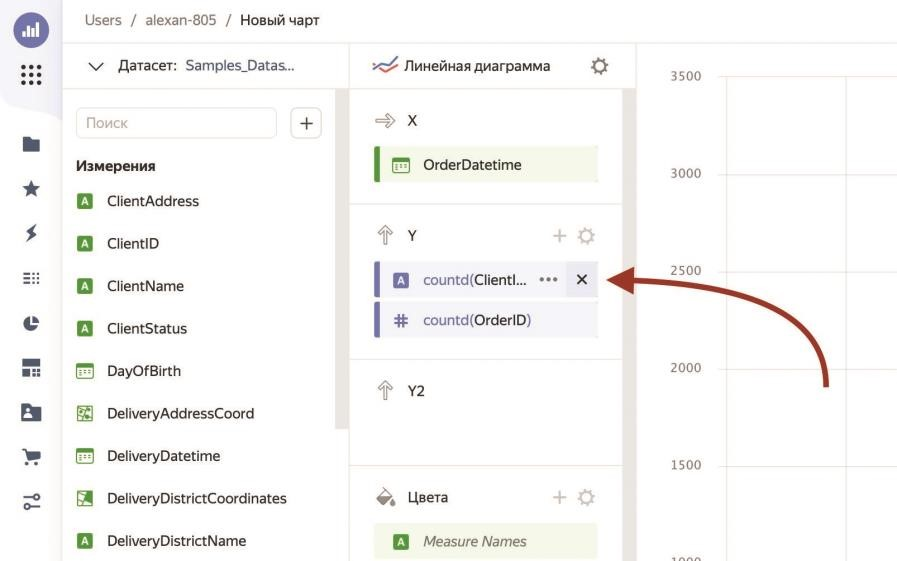 Users / alexan-805 / Новый чарт
Датасет: Samples_Datas...
Поиск
Измерения
ClientAddress
ClientID
ClientName
ClientStatus
DayOfBirth
DeliveryAddressCoord
DeliveryDatetime
DeliveryDistrictCoordinates
DeliveryDistrictName
Линейная диаграмма
X
OrderDatetime
Y
countd(ClientI...
countd(OrderID)
Y2
Цвета
Measure Names
3500
3000
2500
2000
1500